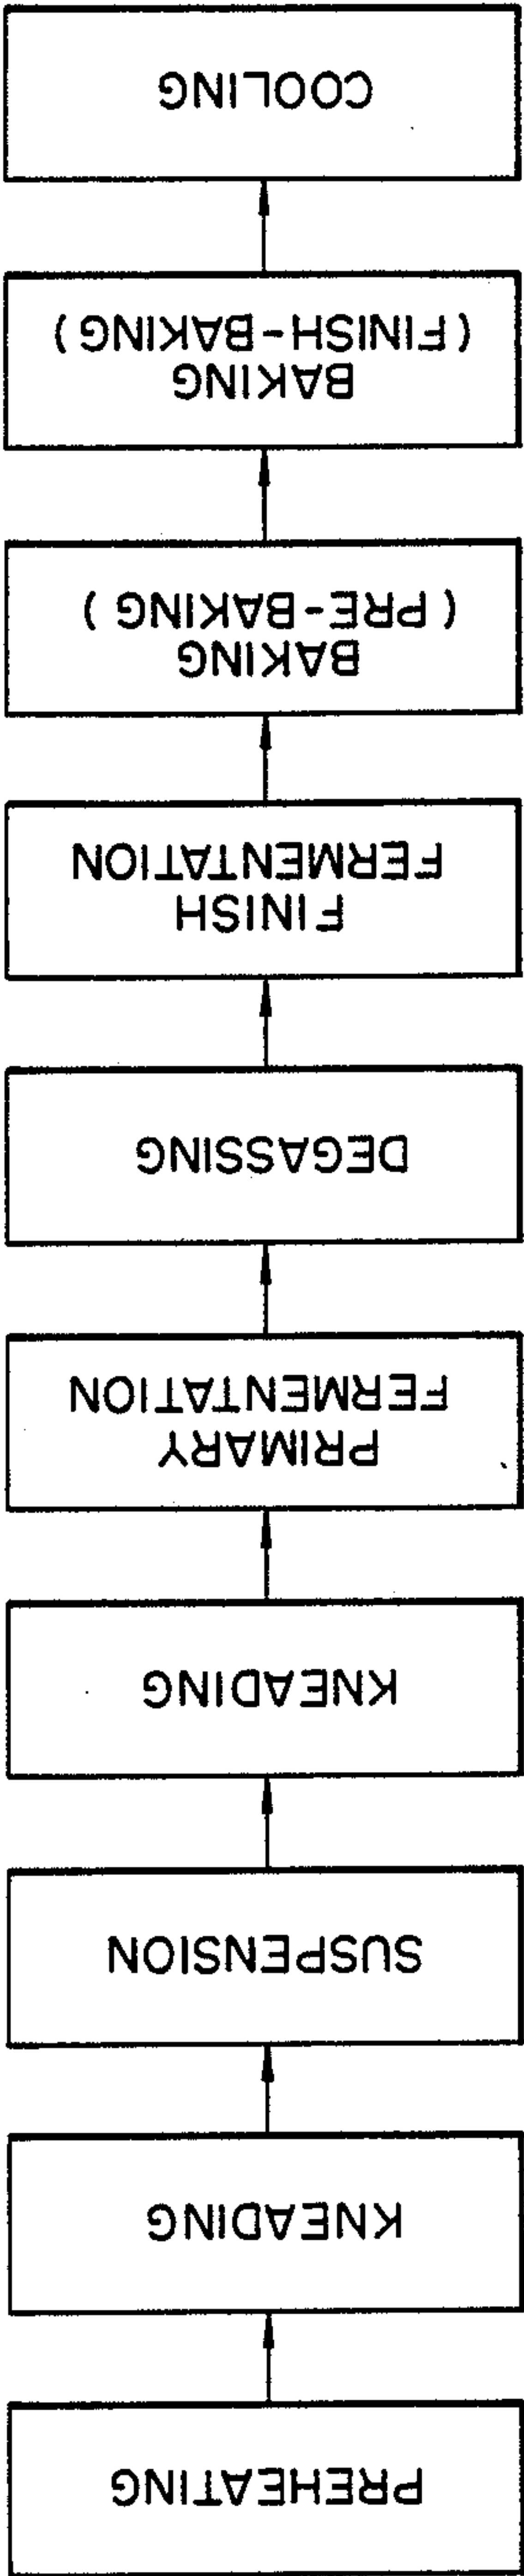 PREHEATING
KNEADING
SUSPENSION
KNEADING
PRIMARY
FERMENTATION
DEGASSING
FINISH
FERMENTATION
BAKING
(PRE-BAKING)
BAKING
(FINISH-BAKING)
COOLING